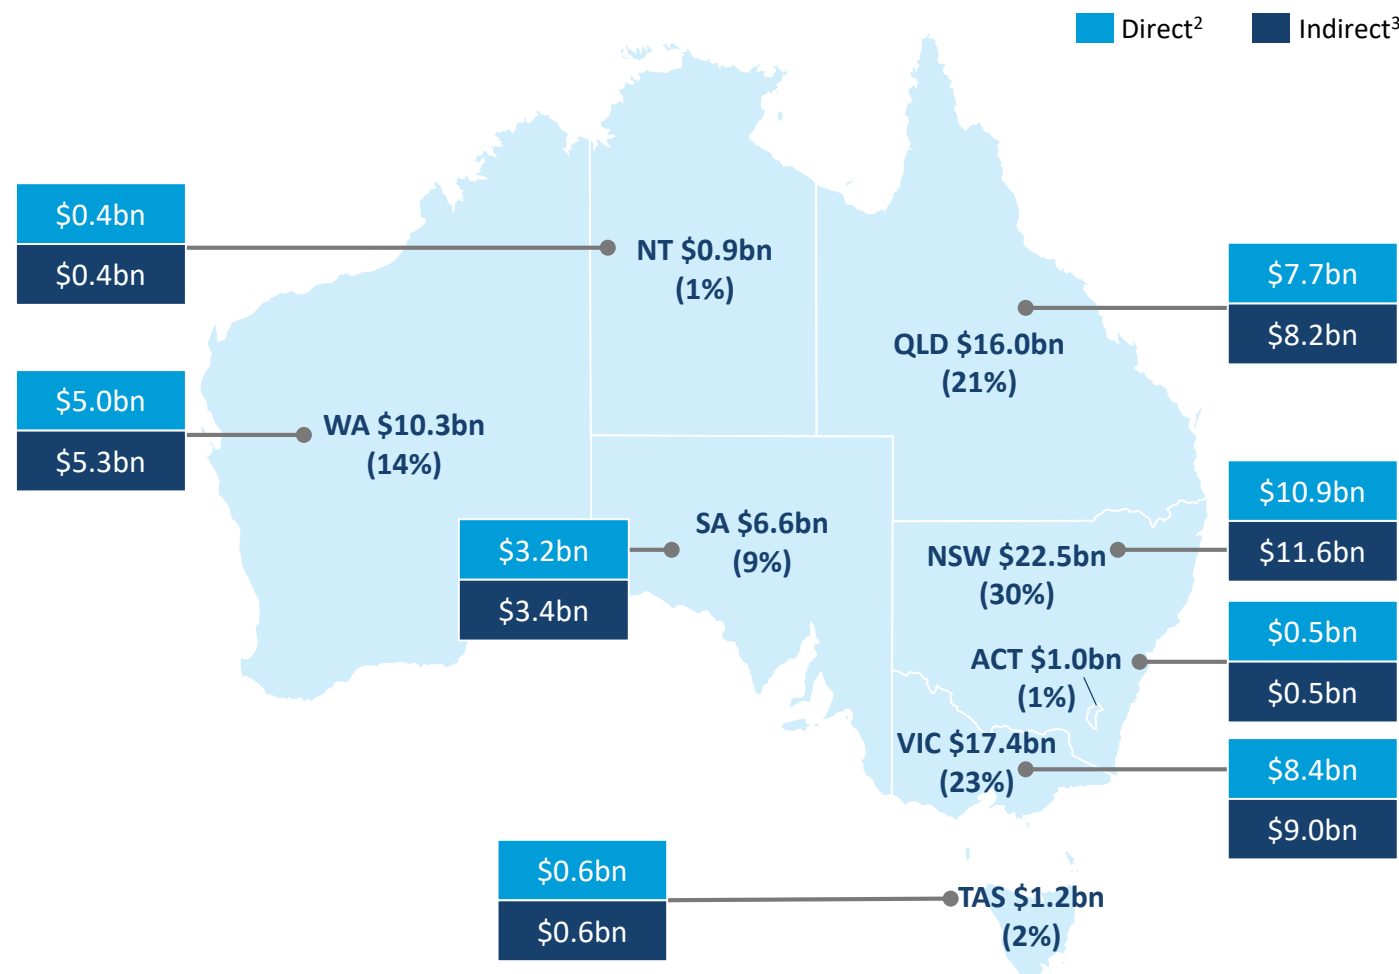 Direct²
Indirect³
$0.4bn
$0.4bn
NT $0.9bn
(1%)
$7.7bn
$8.2bn
QLD $16.0bn
(21%)
$5.0bn
$5.3bn
WA $10.3bn
(14%)
SA $6.6bn
(9%)
$3.2bn
$3.4bn
NSW $22.5bn
(30%)
$10.9bn
$11.6bn
ACT $1.0bn
(1%)
$0.5bn
$0.5bn
VIC $17.4bn
(23%)
$8.4bn
$9.0bn
$0.6bn
$0.6bn
TAS $1.2bn
(2%)